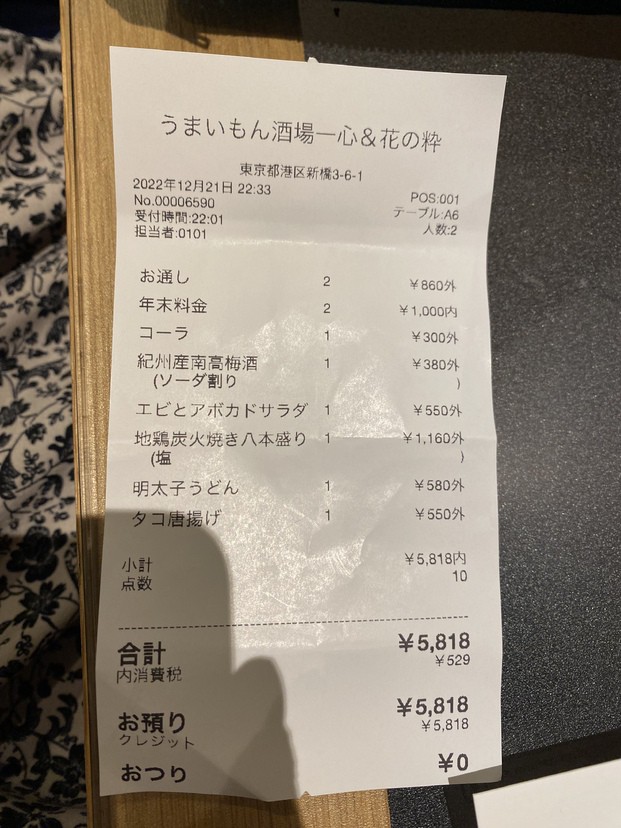 うまいもん酒場一心&花の粋
東京都港区新橋3-6-1
2022年12月21日 22:33
No.00006590 POS:001
受付時間:22:01 テーブル:A6
担当者:0101 人数:2
お通し 2 ¥860外
年末料金 2 ¥1,000内
コーラ 1 ¥300外
紀州産南高梅酒 1 ¥380外
(ソーダ割り )
エビとアボカドサラダ 1 ¥550外
地鶏炭火焼き八本盛り 1 ¥1,160外
(塩 )
明太子うどん 1 ¥580外
タコ唐揚げ 1 ¥550外
小計 ¥5,818内
点数 10
合計 ¥5,818
内消費税 ¥529
お預り ¥5,818
クレジット ¥5,818
おつり ¥0